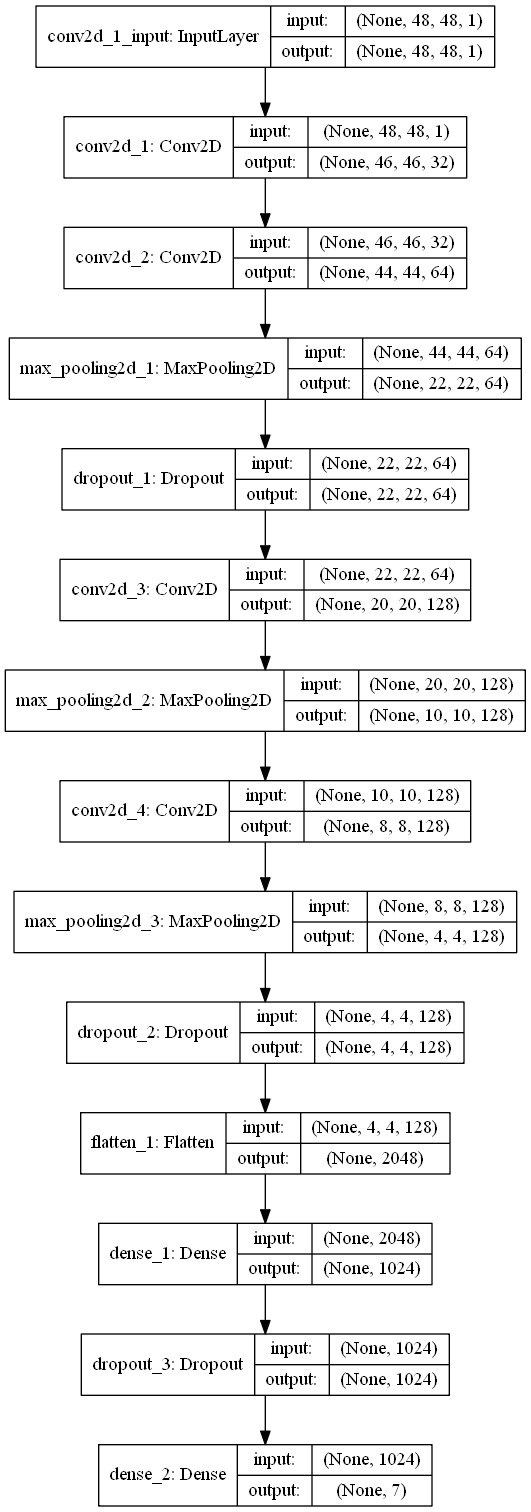 conv2d_1_input: InputLayer
input: (None, 48, 48, 1)
output: (None, 48, 48, 1)
conv2d_1: Conv2D
input: (None, 48, 48, 1)
output: (None, 46, 46, 32)
conv2d_2: Conv2D
input: (None, 46, 46, 32)
output: (None, 44, 44, 64)
max_pooling2d_1: MaxPooling2D
input: (None, 44, 44, 64)
output: (None, 22, 22, 64)
dropout_1: Dropout
input: (None, 22, 22, 64)
output: (None, 22, 22, 64)
conv2d_3: Conv2D
input: (None, 22, 22, 64)
output: (None, 20, 20, 128)
max_pooling2d_2: MaxPooling2D
input: (None, 20, 20, 128)
output: (None, 10, 10, 128)
conv2d_4: Conv2D
input: (None, 10, 10, 128)
output: (None, 8, 8, 128)
max_pooling2d_3: MaxPooling2D
input: (None, 8, 8, 128)
output: (None, 4, 4, 128)
dropout_2: Dropout
input: (None, 4, 4, 128)
output: (None, 4, 4, 128)
flatten_1: Flatten
input: (None, 4, 4, 128)
output: (None, 2048)
dense_1: Dense
input: (None, 2048)
output: (None, 1024)
dropout_3: Dropout
input: (None, 1024)
output: (None, 1024)
dense_2: Dense
input: (None, 1024)
output: (None, 7)